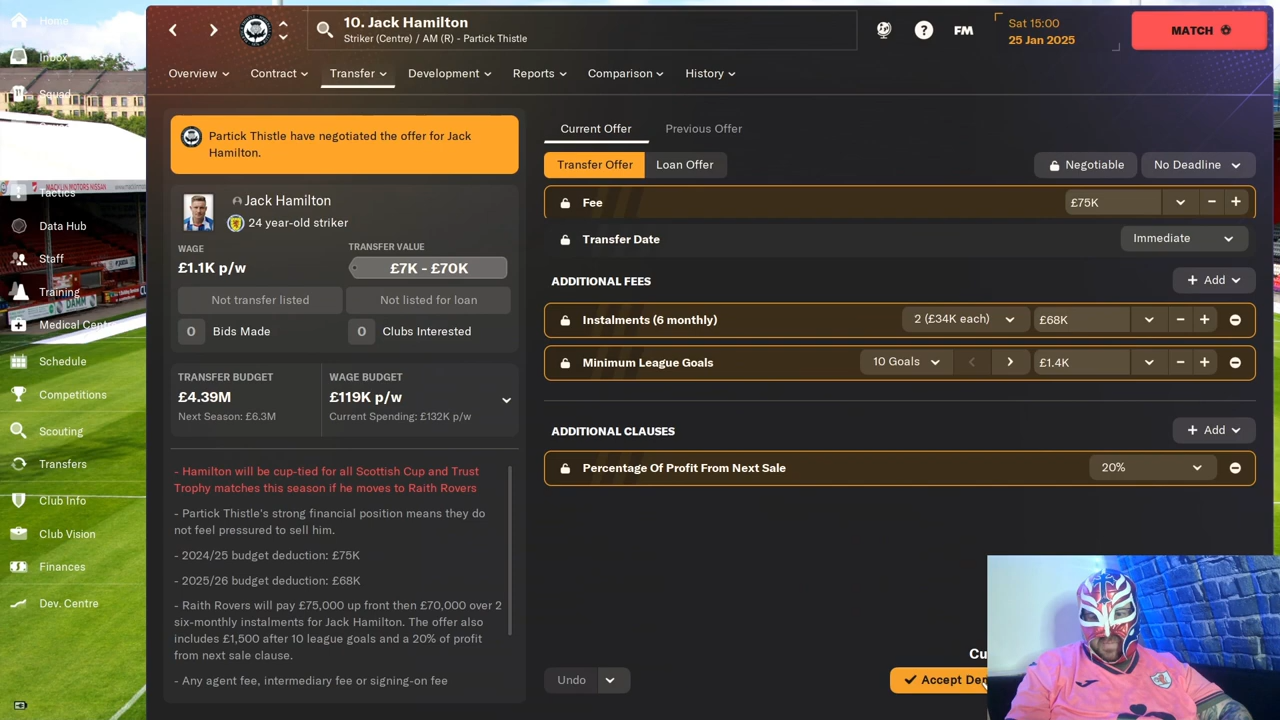 Home
Inbox
Squad
Tactics
Data Hub
Staff
Training
Medical Cent
Schedule
Competitions
Scouting
Transfers
Club Info
Club Vision
Finances
Dev. Centre
10. Jack Hamilton
Striker (Centre) / AM (R) - Partick Thistle
?
FM
Sat 15:00
25 Jan 2025
MATCH
Overview
Contract
Transfer
Development
Reports
Comparison
History
Partick Thistle have negotiated the offer for Jack
Hamilton.
Jack Hamilton
24 year-old striker
WAGE
£1.1K p/w
TRANSFER VALUE
£7K - £70K
Not transfer listed
Not listed for loan
0 Bids Made
0 Clubs Interested
TRANSFER BUDGET
£4.39M
Next Season: £6.3M
WAGE BUDGET
£119K p/w
Current Spending: £132K p/w
- Hamilton will be cup-tied for all Scottish Cup and Trust
Trophy matches this season if he moves to Raith Rovers
- Partick Thistle's strong financial position means they do
not feel pressured to sell him.
- 2024/25 budget deduction: £75K
- 2025/26 budget deduction: £68K
- Raith Rovers will pay £75,000 up front then £70,000 over 2
six-monthly instalments for Jack Hamilton. The offer also
includes £1,500 after 10 league goals and a 20% of profit
from next sale clause.
- Any agent fee, intermediary fee or signing-on fee
Current Offer
Previous Offer
Transfer Offer
Loan Offer
Negotiable
No Deadline
Fee
£75K
Transfer Date
Immediate
ADDITIONAL FEES
+ Add
Instalments (6 monthly)
2 (£34K each)
£68K
Minimum League Goals
10 Goals
£1.4K
ADDITIONAL CLAUSES
+ Add
Percentage Of Profit From Next Sale
20%
Undo
Cu
Accept Der
MACKLIN MOTORS NISSAN